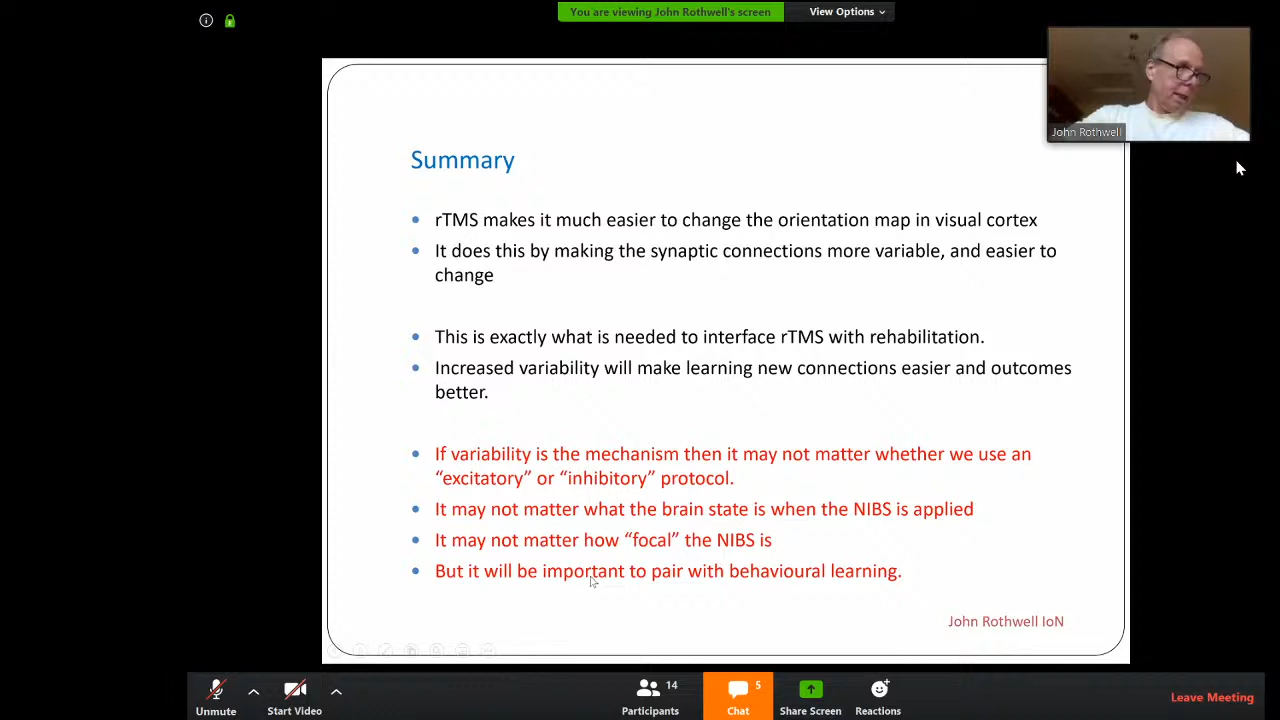 You are viewing John Rothwell's screen
View Options
John Rothwell
Summary
rTMS makes it much easier to change the orientation map in visual cortex
It does this by making the synaptic connections more variable, and easier to
change
This is exactly what is needed to interface rTMS with rehabilitation.
Increased variability will make learning new connections easier and outcomes
better.
If variability is the mechanism then it may not matter whether we use an
“excitatory” or “inhibitory” protocol.
It may not matter what the brain state is when the NIBS is applied
It may not matter how “focal” the NIBS is
But it will be important to pair with behavioural learning.
John Rothwell IoN
Unmute
Start Video
Participants
14
Chat
5
Share Screen
Reactions
Leave Meeting